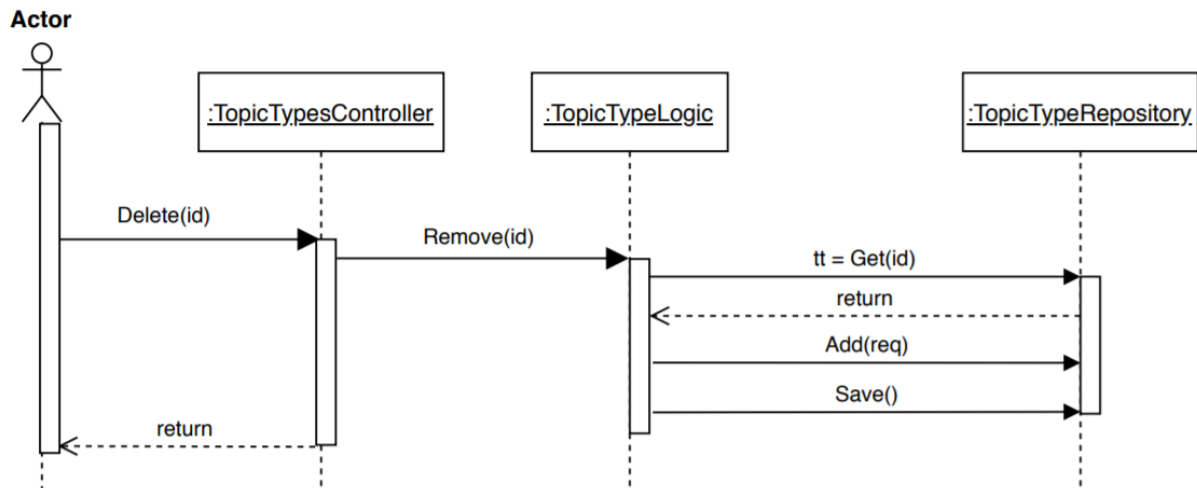 Actor
:TopicTypesController
:TopicTypeLogic
:TopicTypeRepository
Delete(id)
Remove(id)
tt = Get(id)
return
Add(req)
Save()
return